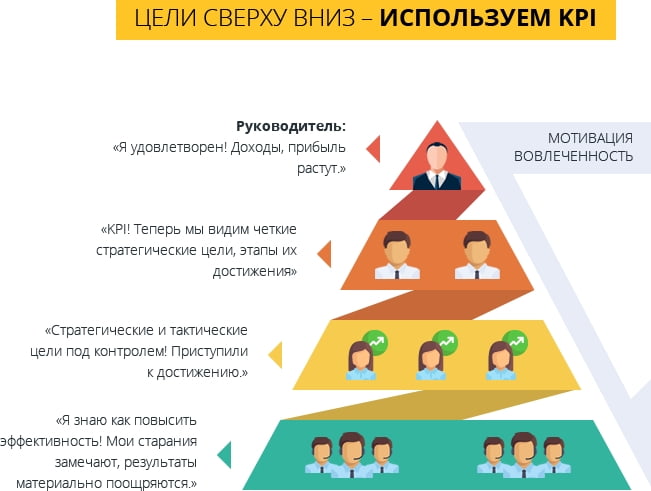 ЦЕЛИ СВЕРХУ ВНИЗ – ИСПОЛЬЗУЕМ KPI
МОТИВАЦИЯ
ВОВЛЕЧЕННОСТЬ
Руководитель:
«Я удовлетворен! Доходы, прибыль
растут.»
«KPI! Теперь мы видим четкие
стратегические цели, этапы их
достижения»
«Стратегические и тактические
цели под контролем! Приступили
к достижению.»
«Я знаю как повысить
эффективность! Мои старания
замечают, результаты
материально поощряются.»